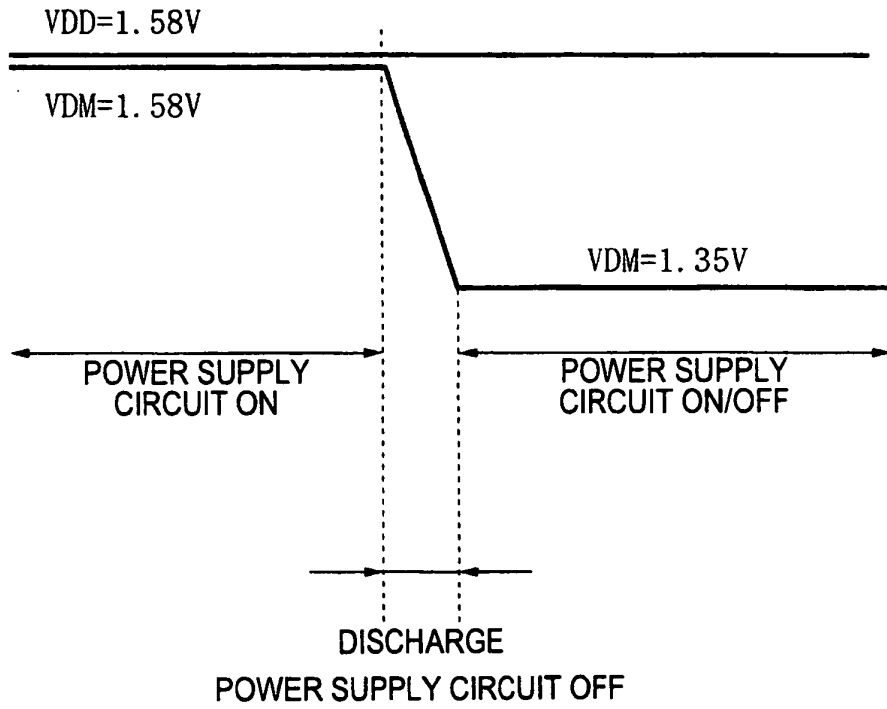 VDD=1.58V
VDM=1.58V
VDM=1.35V
POWER SUPPLY
CIRCUIT ON
POWER SUPPLY
CIRCUIT ON/OFF
DISCHARGE
POWER SUPPLY CIRCUIT OFF